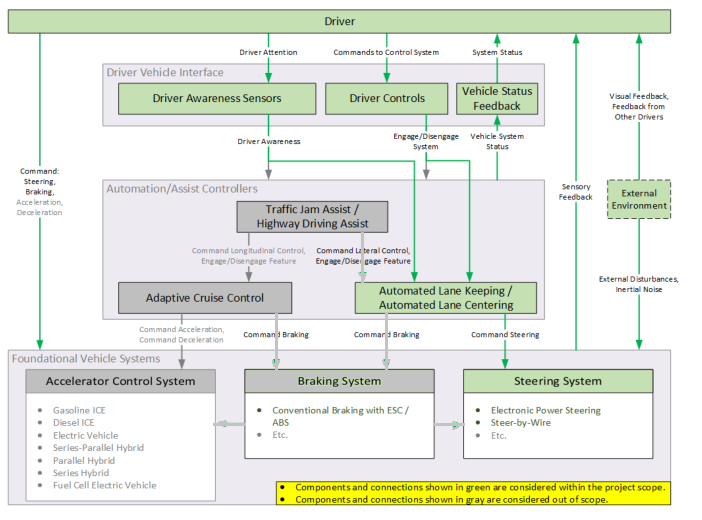 Driver
Driver Attention
Commands to Control System
System Status
Driver Vehicle Interface
Driver Awareness Sensors
Driver Controls
Vehicle Status
Feedback
Visual Feedback,
Feedback from
Other Drivers
Driver Awareness
Engage/Disengage
System
Vehicle System
Status
Command:
Steering,
Braking,
Acceleration,
Deceleration
Automation/Assist Controllers
Sensory
Feedback
External
Environment
Traffic Jam Assist /
Highway Driving Assist
Command Longitudinal Control,
Engage/Disengage Feature
Command Lateral Control,
Engage/Disengage Feature
External Disturbances,
Inertial Noise
Adaptive Cruise Control
Automated Lane Keeping /
Automated Lane Centering
Command Acceleration,
Command Deceleration
Command Braking
Command Braking
Command Steering
Foundational Vehicle Systems
Accelerator Control System
• Gasoline ICE
• Diesel ICE
• Electric Vehicle
• Series-Parallel Hybrid
• Parallel Hybrid
• Series Hybrid
• Fuel Cell Electric Vehicle
Braking System
• Conventional Braking with ESC /
ABS
• Etc.
Steering System
• Electronic Power Steering
• Steer-by-Wire
• Etc.
• Components and connections shown in green are considered within the project scope.
• Components and connections shown in gray are considered out of scope.